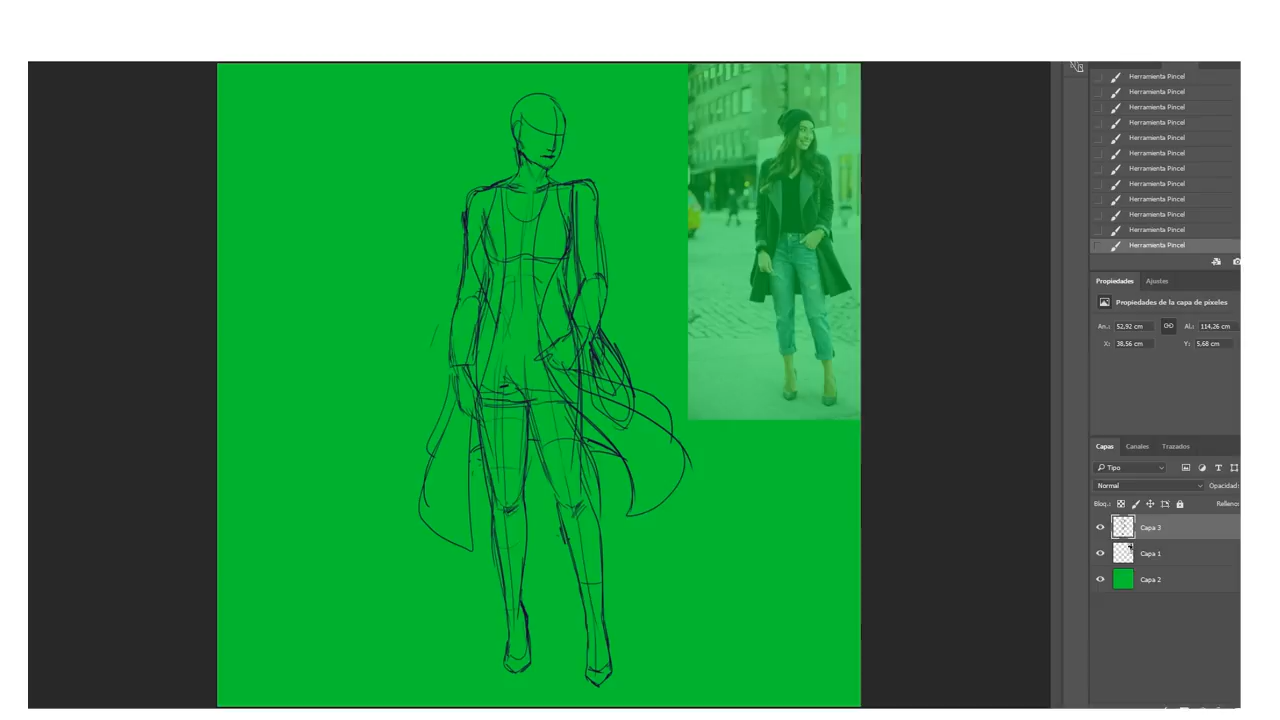 Herramienta Pincel
Herramienta Pincel
Herramienta Pincel
Herramienta Pincel
Herramienta Pincel
Herramienta Pincel
Herramienta Pincel
Herramienta Pincel
Herramienta Pincel
Herramienta Pincel
Herramienta Pincel
Herramienta Pincel
Propiedades Ajustes
Propiedades de la capa de píxeles
An.: 52,92 cm Al.: 114,26 cm
X: 38,56 cm Y: 5,68 cm
Capas Canales Trazados
Tipo
Normal Opacidad:
Bloq.: Relleno:
Capa 3
Capa 1
Capa 2